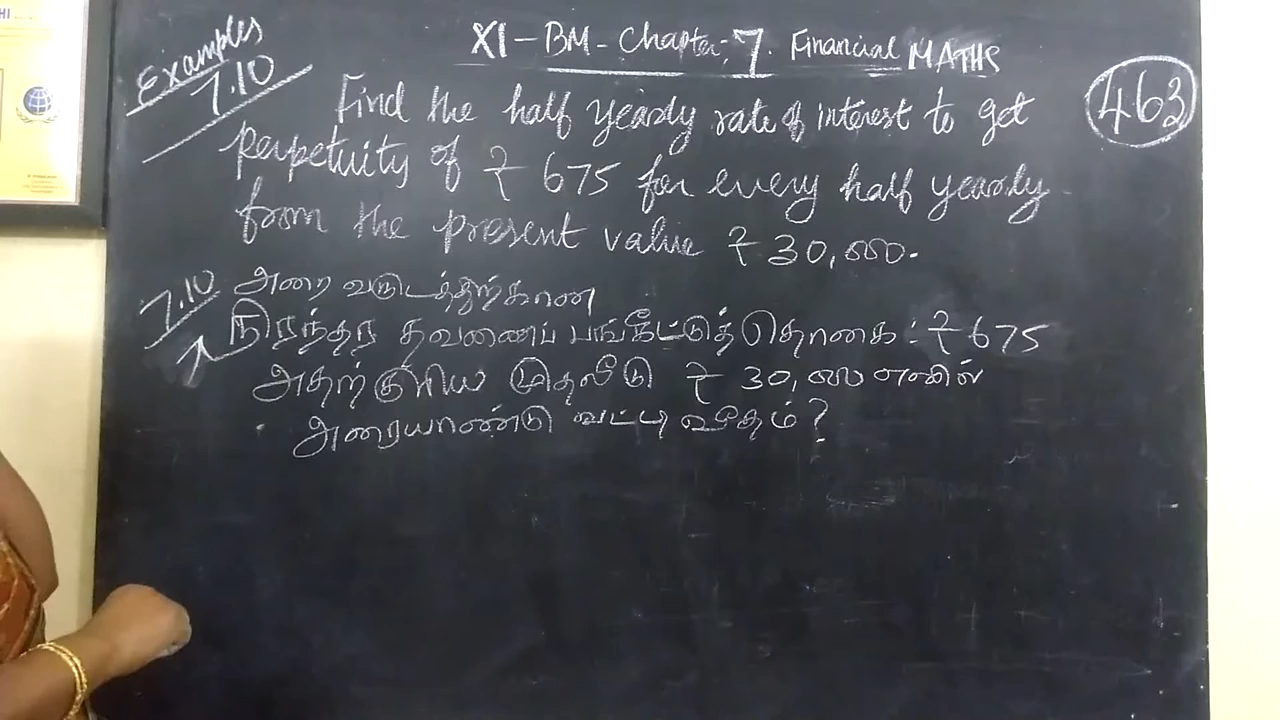 XI - BM - Chapter: 7. Financial MATHS
Examples
7.10
463
Find the half yearly rate of interest to get
perpetuity of ₹ 675 for every half yearly
from the present value ₹ 30,000.
7.10
அரை வருடத்திற்கான
நிரந்தர தவணைப் பங்கீட்டுத் தொகை : ₹ 675
அதற்குரிய முதலீடு ₹ 30,000 எனில்
அரையாண்டு வட்டி வீதம் ?